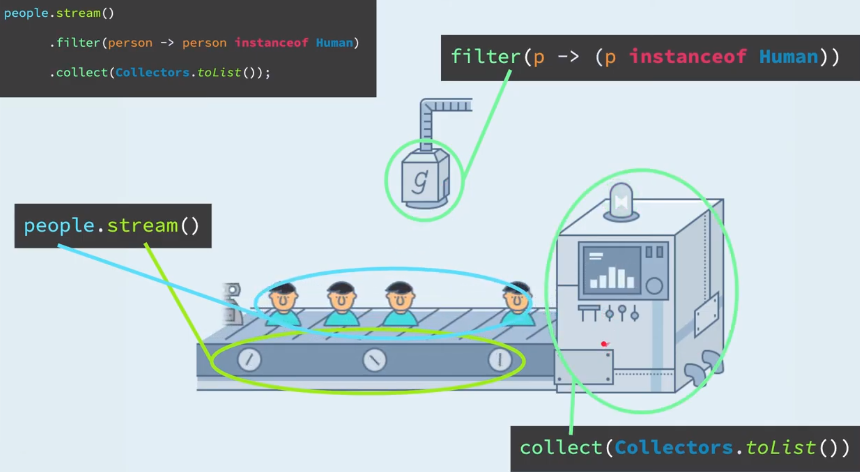 people.stream()
.filter(person -> person instanceof Human)
.collect(Collectors.toList());
filter(p -> (p instanceof Human))
g
people.stream()
collect(Collectors.toList())